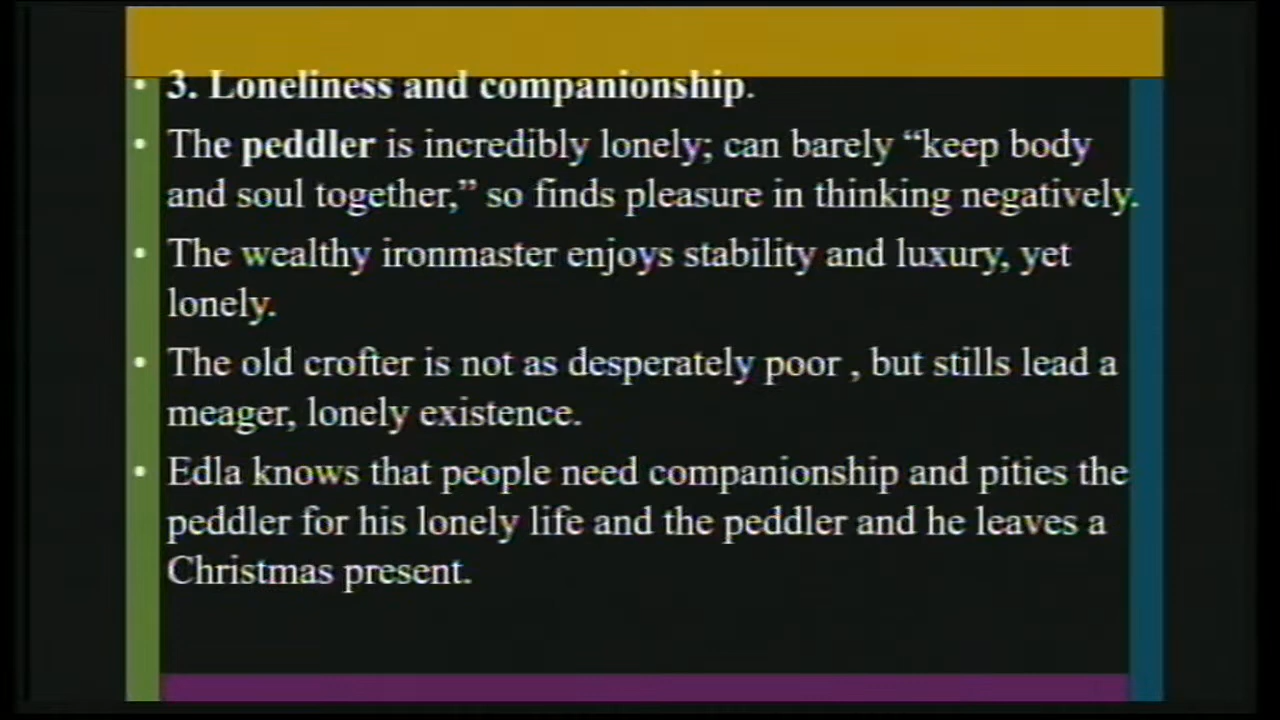 • 3. Loneliness and companionship.
• The peddler is incredibly lonely; can barely “keep body
and soul together,” so finds pleasure in thinking negatively.
• The wealthy ironmaster enjoys stability and luxury, yet
lonely.
• The old crofter is not as desperately poor , but stills lead a
meager, lonely existence.
• Edla knows that people need companionship and pities the
peddler for his lonely life and the peddler and he leaves a
Christmas present.